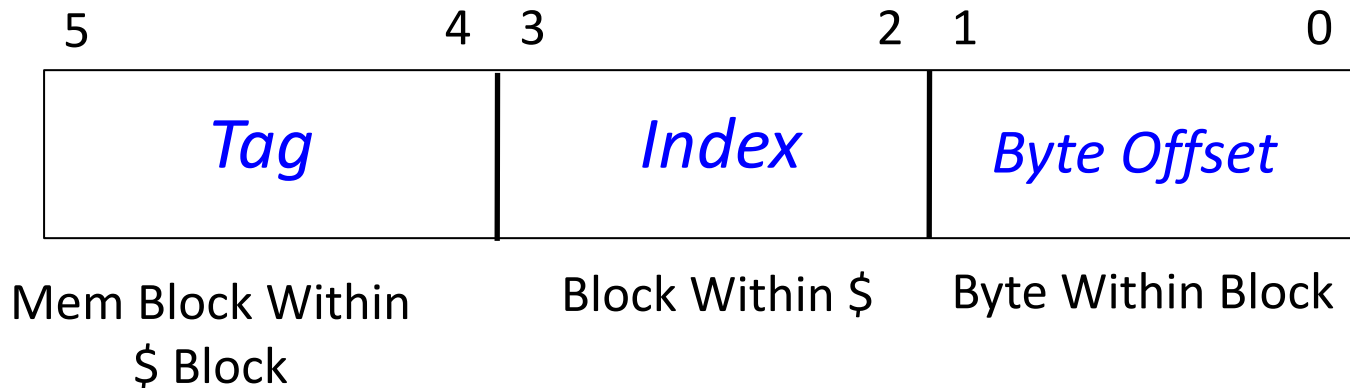 5 4 3 2 1 0
Tag Index Byte Offset
Mem Block Within Block Within $ Byte Within Block
$ Block